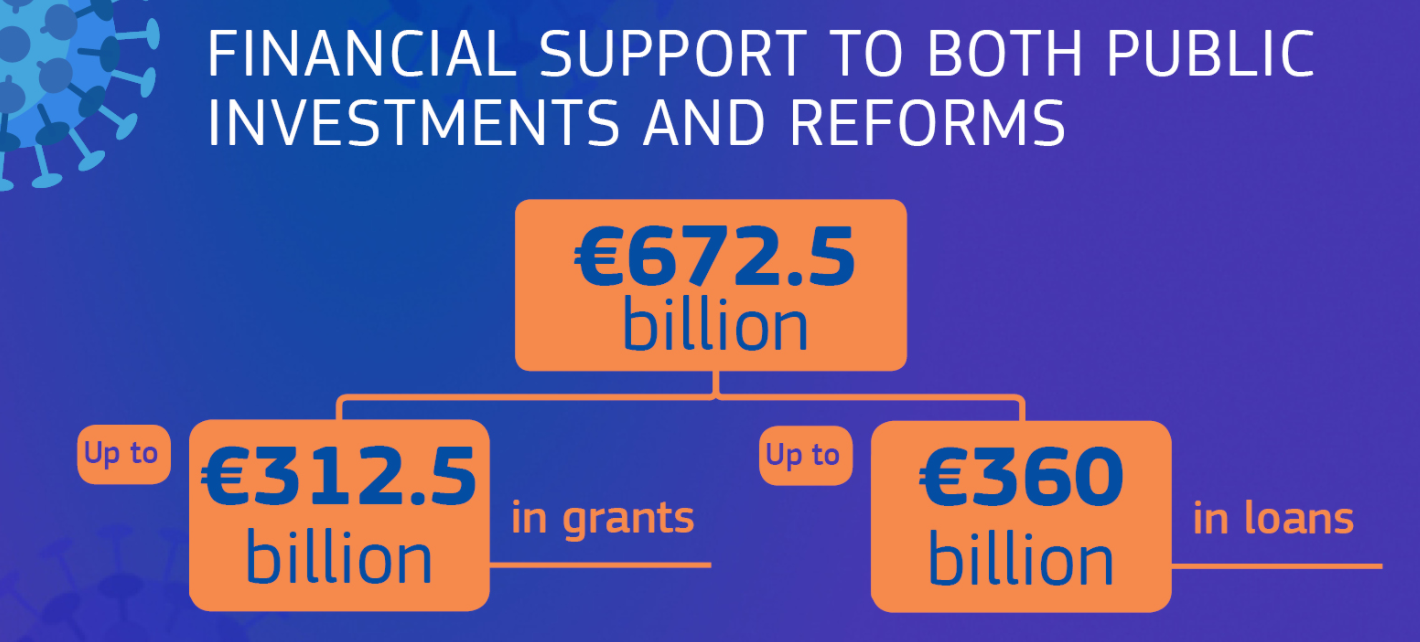 FINANCIAL SUPPORT TO BOTH PUBLIC
INVESTMENTS AND REFORMS
€672.5
billion
Up to
€312.5
billion
in grants
Up to
€360
billion
in loans